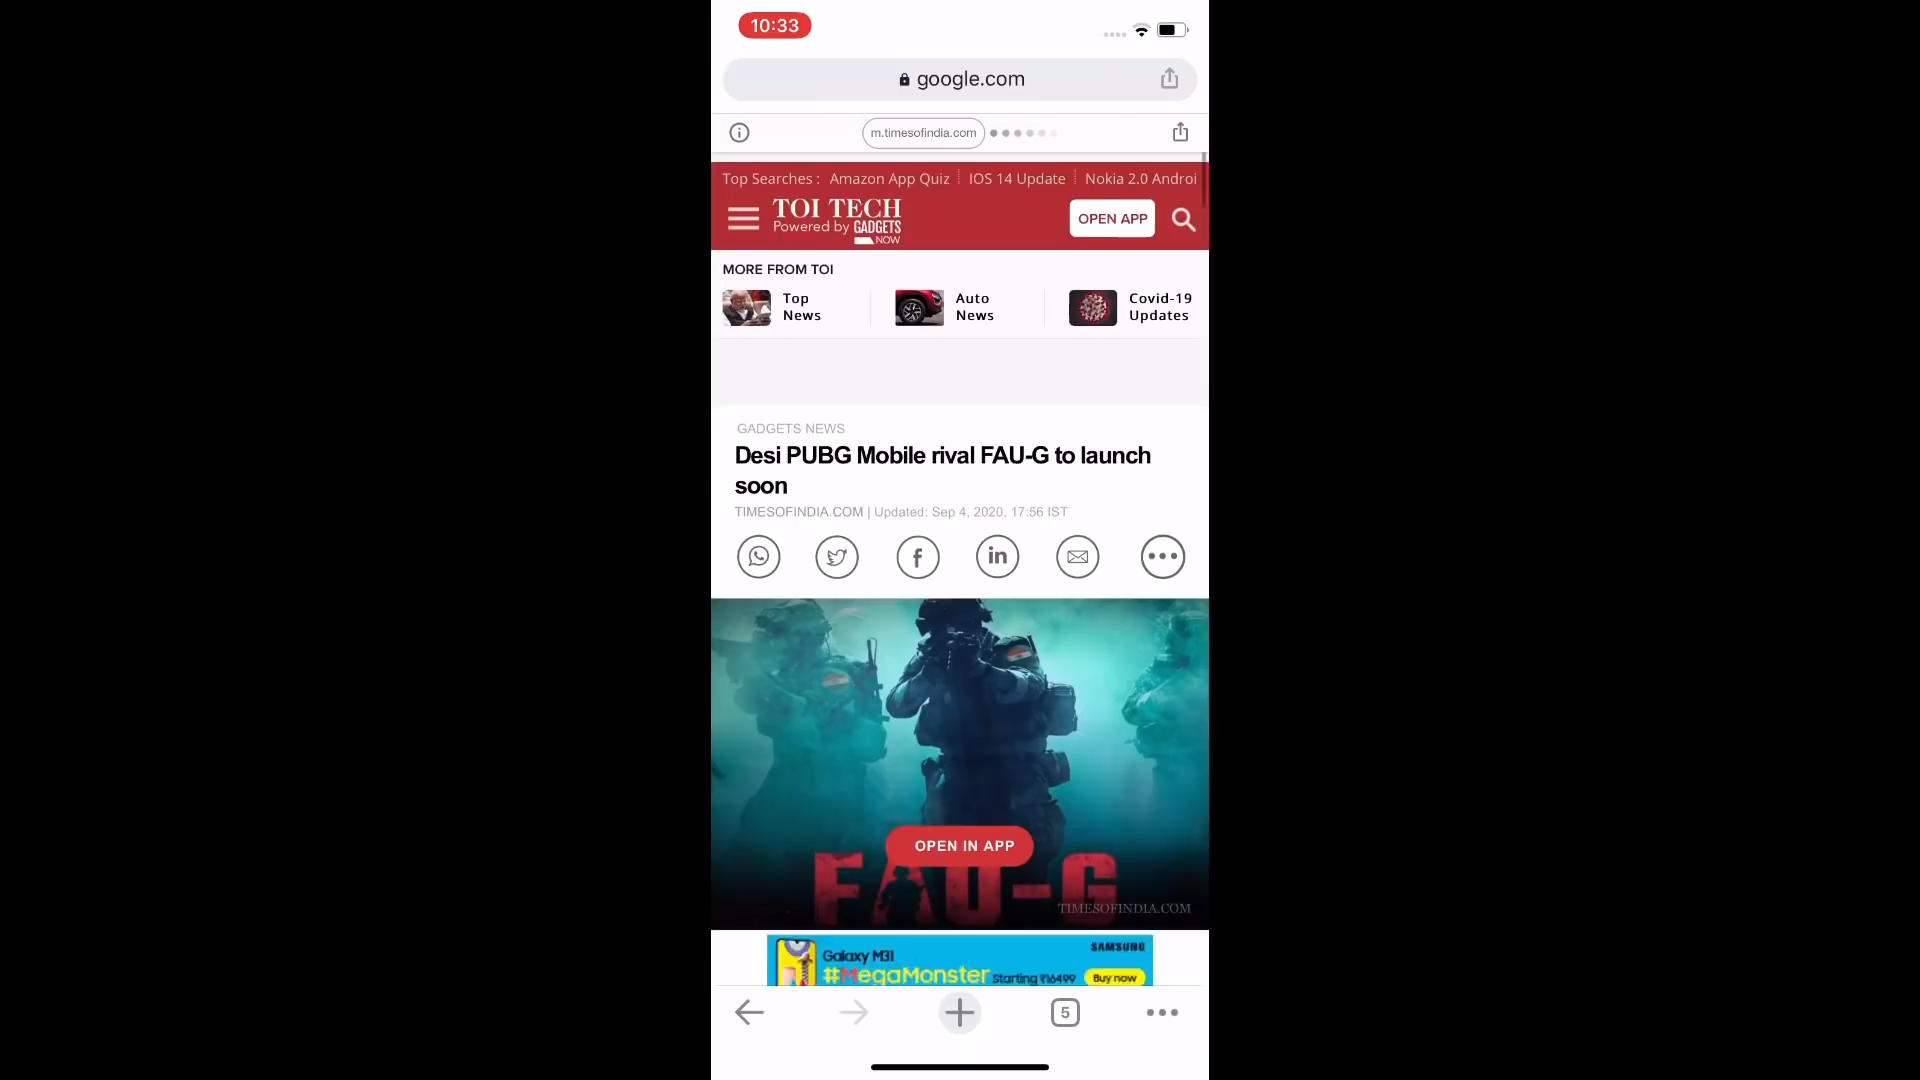 10:33
google.com
m.timesofindia.com
Top Searches : Amazon App Quiz IOS 14 Update Nokia 2.0 Androi
TOI TECH
Powered by GADGETS
NOW
OPEN APP
MORE FROM TOI
Top
News
Auto
News
Covid-19
Updates
GADGETS NEWS
Desi PUBG Mobile rival FAU-G to launch
soon
TIMESOFINDIA.COM | Updated: Sep 4, 2020, 17:56 IST
OPEN IN APP
FAU-G
TIMESOFINDIA.COM
Galaxy M31
SAMSUNG
#MegaMonster Starting ₹16499 Buy now
5